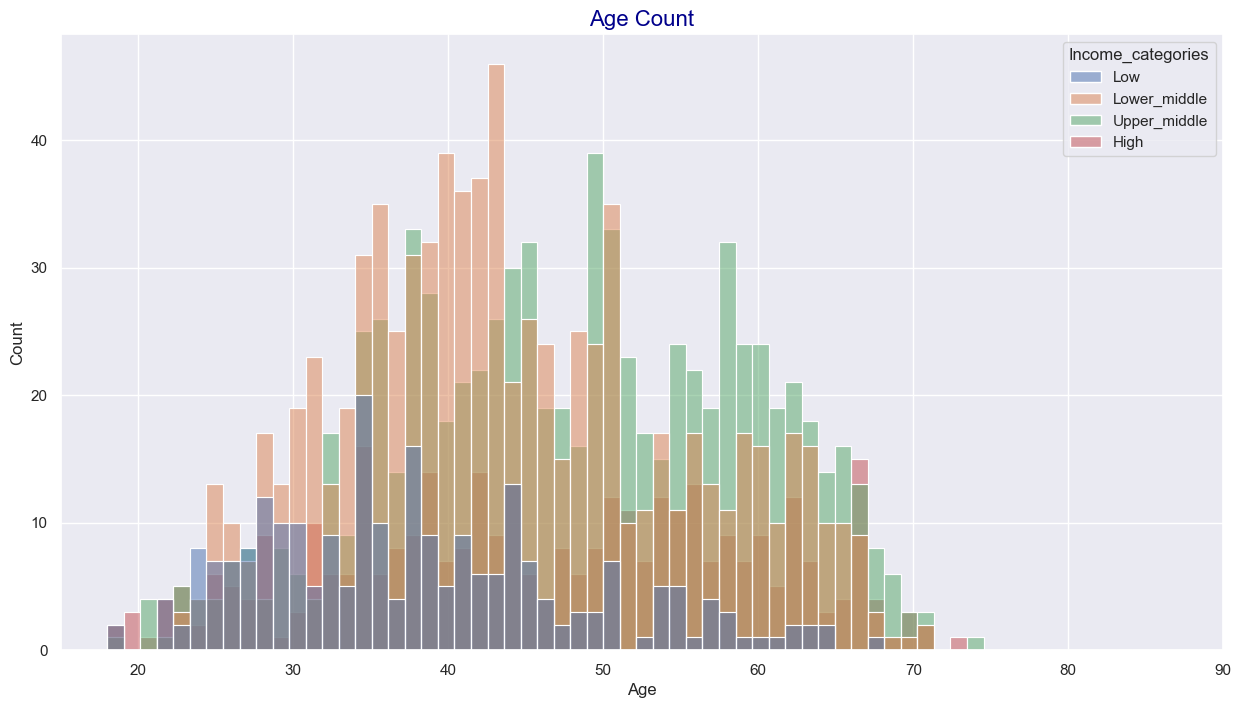 Age Count
Income_categories
Low
Lower_middle
Upper_middle
High
Count
40
30
20
10
0
20 30 40 50 60 70 80 90
Age